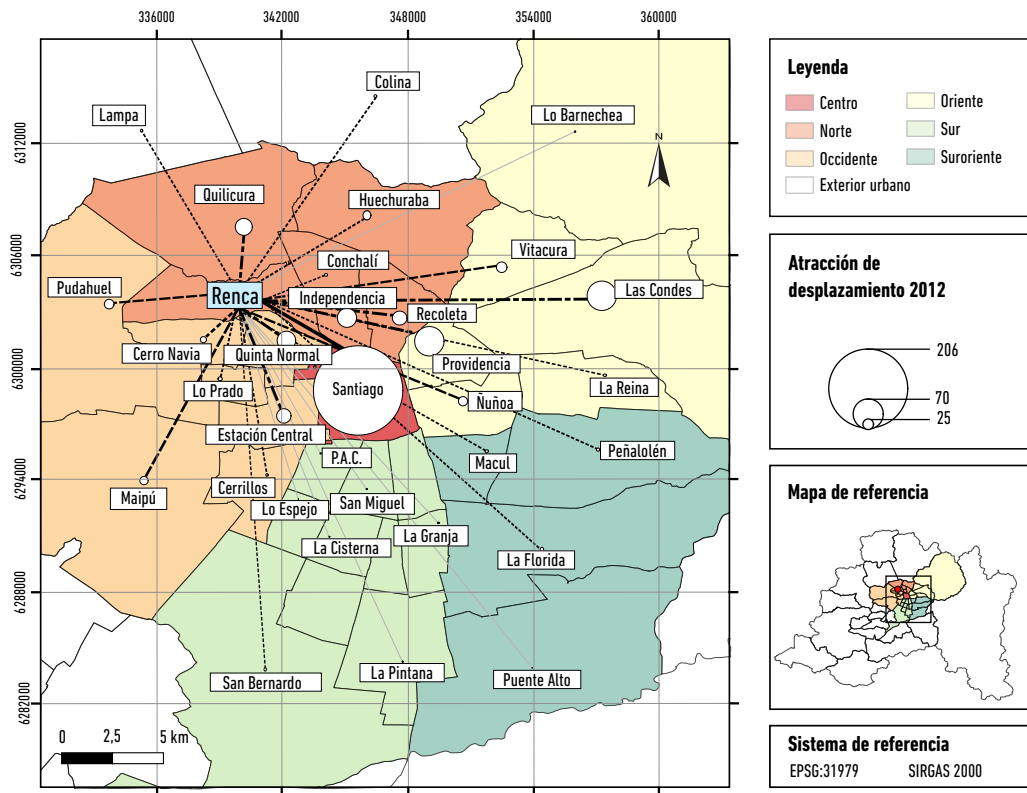 336000
342000
348000
354000
360000
6312000
6306000
6300000
6294000
6288000
6282000
N
Colina
Lampa
Lo Barnechea
Quilicura
Huechuraba
Vitacura
Conchalí
Pudahuel
Renca
Independencia
Las Condes
Recoleta
Cerro Navia
Quinta Normal
Providencia
Lo Prado
Santiago
La Reina
Ñuñoa
Estación Central
P.A.C.
Macul
Peñalolén
Maipú
Cerrillos
Lo Espejo
San Miguel
La Cisterna
La Granja
La Florida
San Bernardo
La Pintana
Puente Alto
0 2,5 5 km
Leyenda
Centro
Norte
Occidente
Exterior urbano
Oriente
Sur
Suroriente
Atracción de
desplazamiento 2012
206
70
25
Mapa de referencia
Sistema de referencia
EPSG:31979 SIRGAS 2000